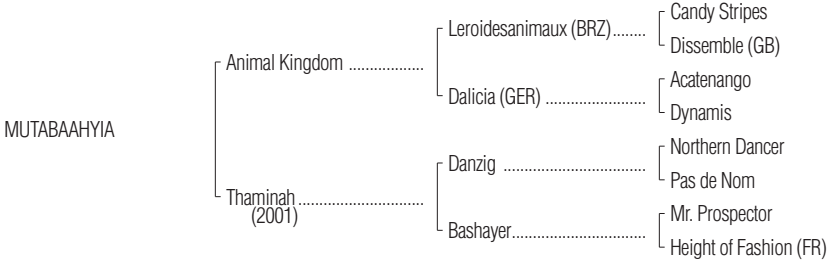 Candy Stripes
Leroidesanimaux (BRZ)........
Dissemble (GB)
Animal Kingdom ..................
Acatenango
Dalicia (GER) ........................
Dynamis
MUTABAAHYIA
Northern Dancer
Danzig ..................................
Pas de Nom
Thaminah..............................
(2001)
Mr. Prospector
Bashayer................................
Height of Fashion (FR)